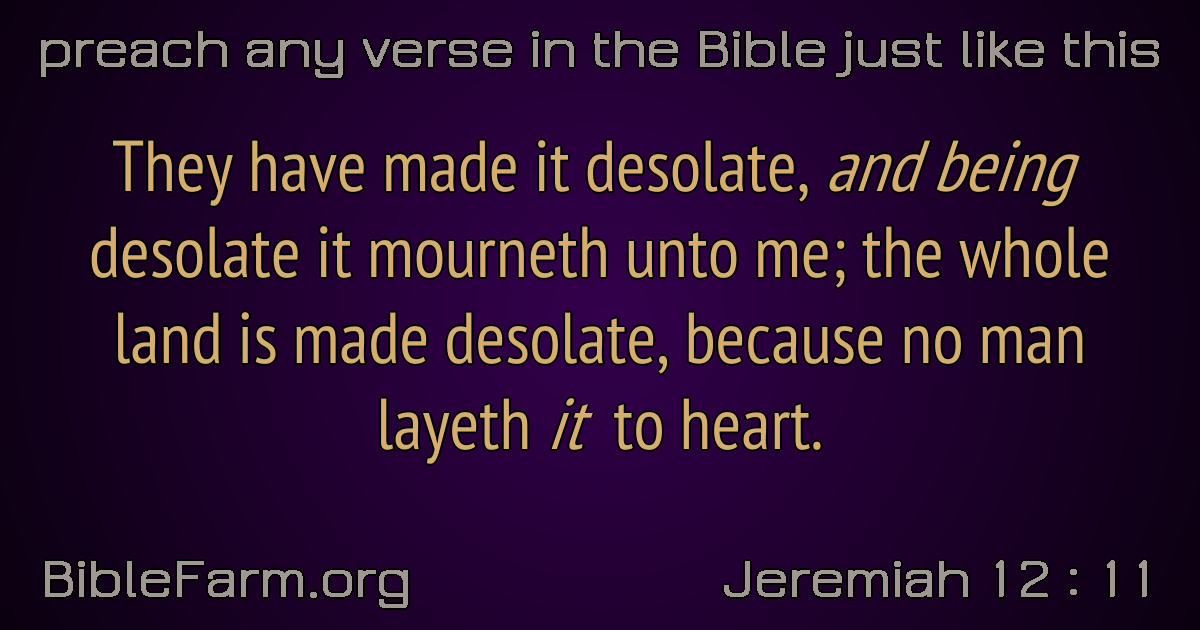 preach any verse in the Bible just like this
They have made it desolate, and being
desolate it mourneth unto me; the whole
land is made desolate, because no man
layeth it to heart.
BibleFarm.org
Jeremiah 12 : 11